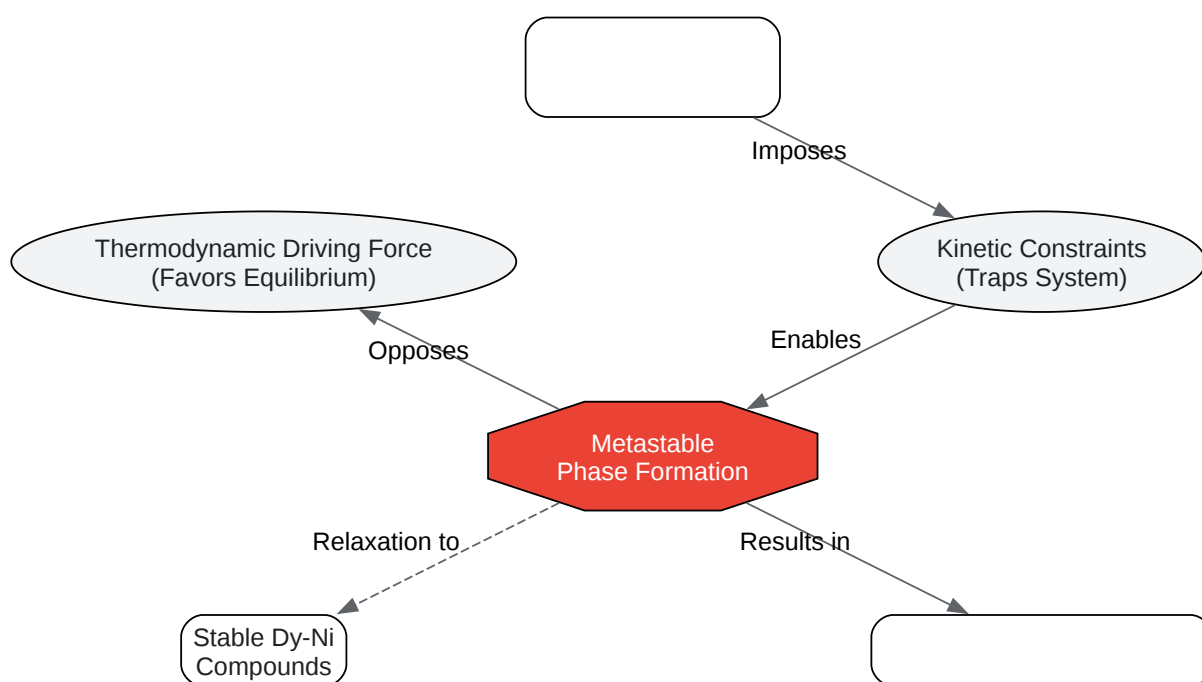 Imposes
Thermodynamic Driving Force
(Favors Equilibrium)
Kinetic Constraints
(Traps System)
Opposes
Enables
Metastable
Phase Formation
Relaxation to
Results in
Stable Dy-Ni
Compounds